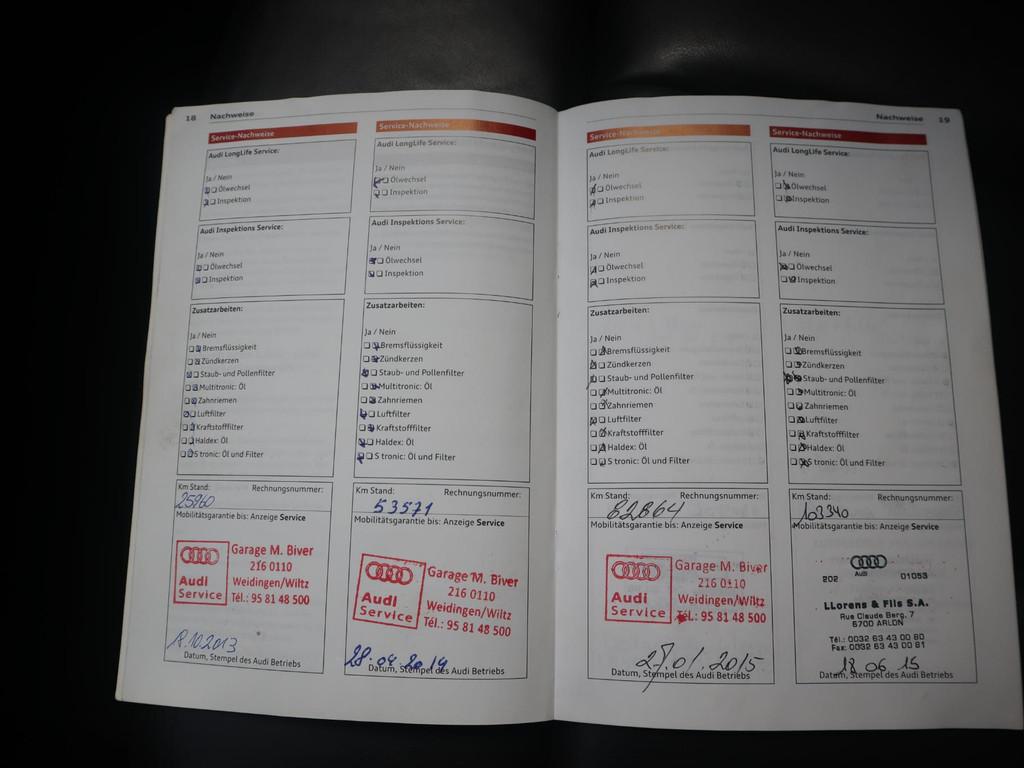 18 Nachweise
Service-Nachweise
Audi LongLife Service:
Ja / Nein
Ölwechsel
Inspektion
Audi Inspektions Service:
Ja / Nein
Ölwechsel
Inspektion
Zusatzarbeiten:
Ja / Nein
Bremsflüssigkeit
Zündkerzen
Staub- und Pollenfilter
Multitronic: Öl
Zahnriemen
Luftfilter
Kraftstofffilter
Haldex: Öl
S tronic: Öl und Filter
Km Stand: Rechnungsnummer:
25960
Mobilitätsgarantie bis: Anzeige Service
Garage M. Biver
216 0110
Weidingen/Wiltz
Tél.: 95 81 48 500
Audi
Service
10.2013
Datum, Stempel des Audi Betriebs
Service-Nachweise
Audi LongLife Service:
Ja / Nein
Ölwechsel
Inspektion
Audi Inspektions Service:
Ja / Nein
Ölwechsel
Inspektion
Zusatzarbeiten:
Ja / Nein
Bremsflüssigkeit
Zündkerzen
Staub- und Pollenfilter
Multitronic: Öl
Zahnriemen
Luftfilter
Kraftstofffilter
Haldex: Öl
S tronic: Öl und Filter
Km Stand: Rechnungsnummer:
53571
Mobilitätsgarantie bis: Anzeige Service
Garage M. Biver
216 0110
Weidingen/Wiltz
Tél.: 95 81 48 500
Audi
Service
28.04.2014
Datum, Stempel des Audi Betriebs
Nachweise 19
Service-Nachweise
Audi LongLife Service:
Ja / Nein
Ölwechsel
Inspektion
Audi Inspektions Service:
Ja / Nein
Ölwechsel
Inspektion
Zusatzarbeiten:
Ja / Nein
Bremsflüssigkeit
Zündkerzen
Staub- und Pollenfilter
Multitronic: Öl
Zahnriemen
Luftfilter
Kraftstofffilter
Haldex: Öl
S tronic: Öl und Filter
Km Stand: Rechnungsnummer:
82864
Mobilitätsgarantie bis: Anzeige Service
Garage M. Biver
216 0110
Weidingen/Wiltz
Tél.: 95 81 48 500
Audi
Service
27.01.2015
Datum, Stempel des Audi Betriebs
Service-Nachweise
Audi LongLife Service:
Ja / Nein
Ölwechsel
Inspektion
Audi Inspektions Service:
Ja / Nein
Ölwechsel
Inspektion
Zusatzarbeiten:
Ja / Nein
Bremsflüssigkeit
Zündkerzen
Staub- und Pollenfilter
Multitronic: Öl
Zahnriemen
Luftfilter
Kraftstofffilter
Haldex: Öl
S tronic: Öl und Filter
Km Stand: Rechnungsnummer:
103340
Mobilitätsgarantie bis: Anzeige Service
Audi
202 01053
LLorens & Fils S.A.
Rue Claude Berg, 7
6700 ARLON
Tél.: 0032 63 43 00 80
Fax: 0032 63 43 00 81
18 06 15
Datum, Stempel des Audi Betriebs